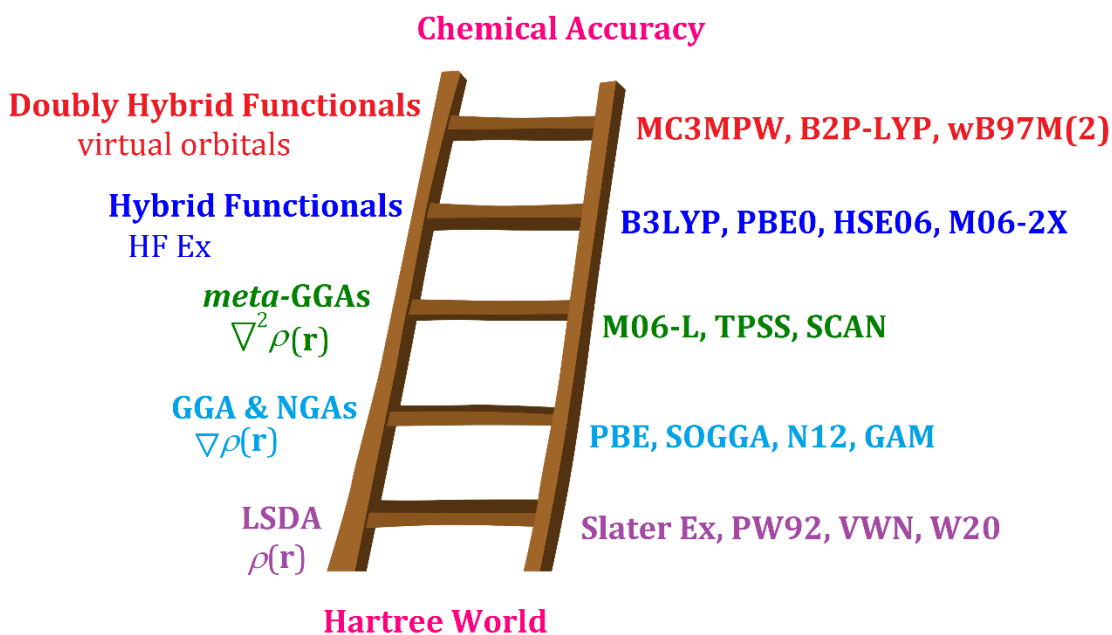 Chemical Accuracy
Doubly Hybrid Functionals
virtual orbitals
MC3MPW, B2P-LYP, wB97M(2)
Hybrid Functionals
HF Ex
B3LYP, PBE0, HSE06, M06-2X
meta-GGAs
∇²ρ(r)
M06-L, TPSS, SCAN
GGA & NGAs
∇ρ(r)
PBE, SOGGA, N12, GAM
LSDA
ρ(r)
Slater Ex, PW92, VWN, W20
Hartree World